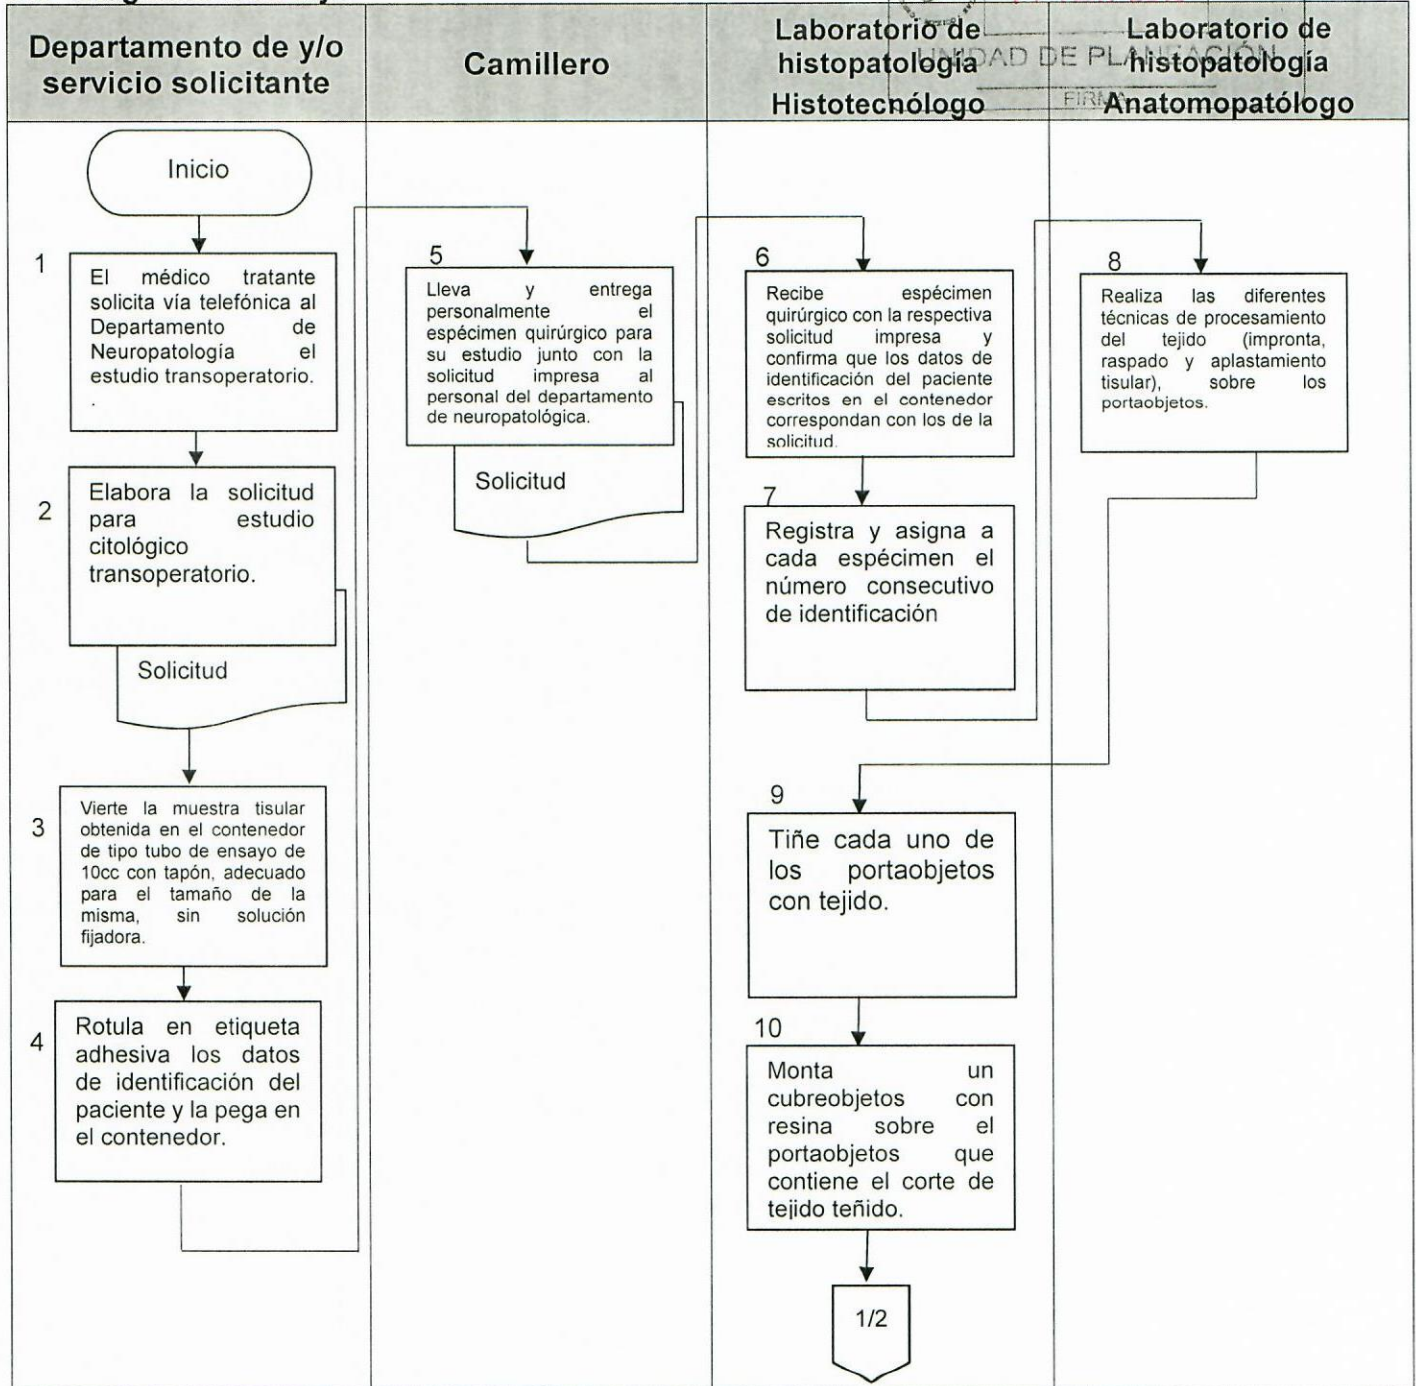 Departamento de y/o
servicio solicitante
Camillero
Laboratorio de
histopatología
Histotecnólogo
Laboratorio de
histopatología
Anatomopatólogo
UNIDAD DE PLANEACIÓN
FIRMA
Inicio
1
El médico tratante
solicita vía telefónica al
Departamento de
Neuropatología el
estudio transoperatorio.
.
2
Elabora la solicitud
para estudio
citológico
transoperatorio.
Solicitud
3
Vierte la muestra tisular
obtenida en el contenedor
de tipo tubo de ensayo de
10cc con tapón, adecuado
para el tamaño de la
misma, sin solución
fijadora.
4
Rotula en etiqueta
adhesiva los datos
de identificación del
paciente y la pega en
el contenedor.
5
Lleva y entrega
personalmente el
espécimen quirúrgico para
su estudio junto con la
solicitud impresa al
personal del departamento
de neuropatológica.
Solicitud
6
Recibe espécimen
quirúrgico con la respectiva
solicitud impresa y
confirma que los datos de
identificación del paciente
escritos en el contenedor
correspondan con los de la
solicitud.
7
Registra y asigna a
cada espécimen el
número consecutivo
de identificación
8
Realiza las diferentes
técnicas de procesamiento
del tejido (impronta,
raspado y aplastamiento
tisular), sobre los
portaobjetos.
9
Tiñe cada uno de
los portaobjetos
con tejido.
10
Monta un
cubreobjetos con
resina sobre el
portaobjetos que
contiene el corte de
tejido teñido.
1/2